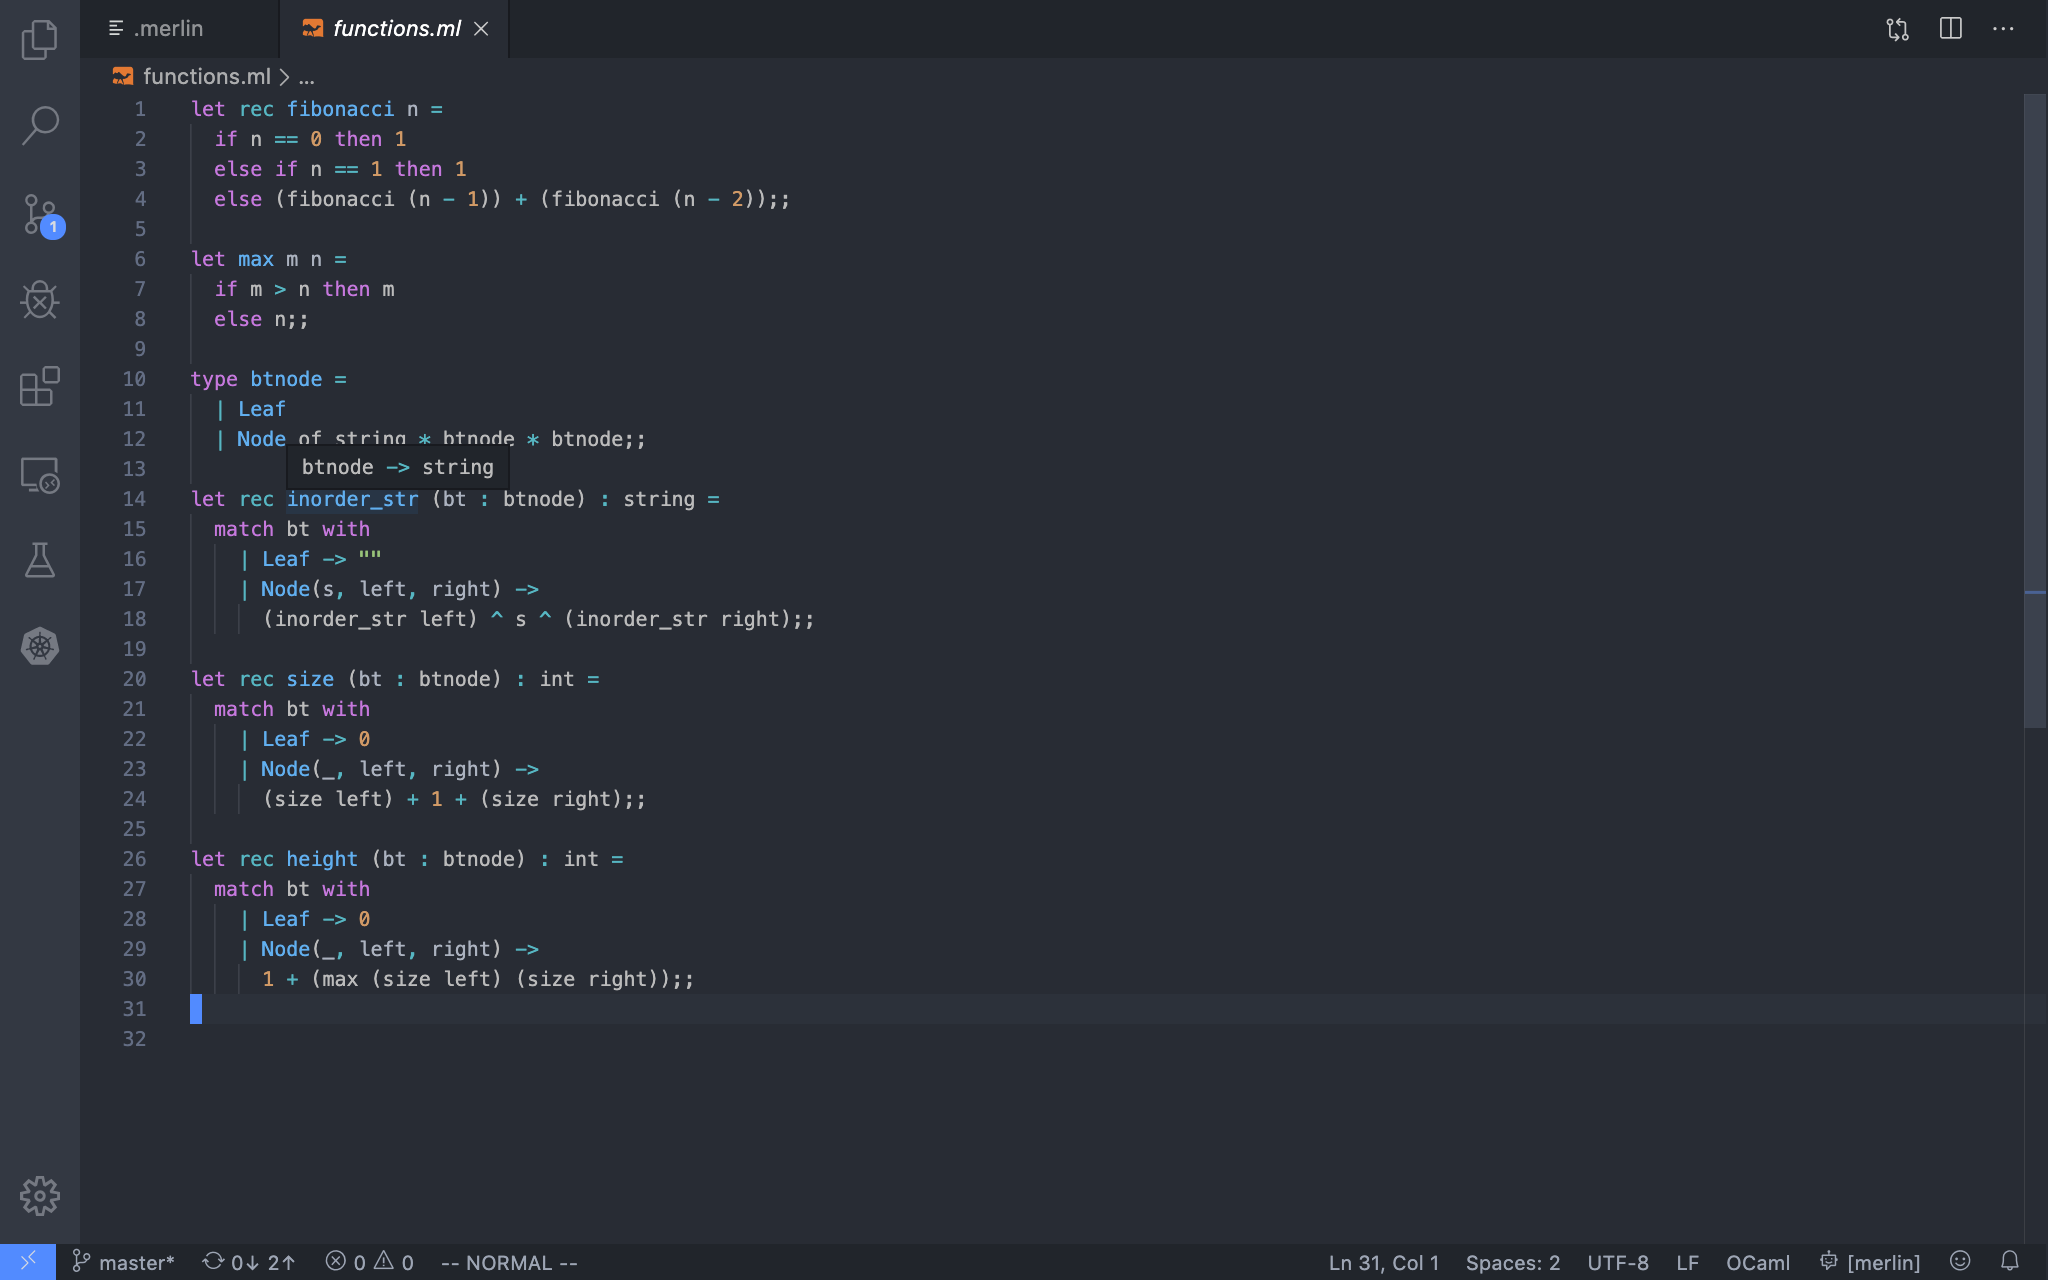 .merlin functions.ml
functions.ml > ...
1 let rec fibonacci n =
2 if n == 0 then 1
3 else if n == 1 then 1
4 else (fibonacci (n - 1)) + (fibonacci (n - 2));;
5
6 let max m n =
7 if m > n then m
8 else n;;
9
10 type btnode =
11 | Leaf
12 | Node of string * btnode * btnode;;
13 btnode -> string
14 let rec inorder_str (bt : btnode) : string =
15 match bt with
16 | Leaf -> ""
17 | Node(s, left, right) ->
18 (inorder_str left) ^ s ^ (inorder_str right);;
19
20 let rec size (bt : btnode) : int =
21 match bt with
22 | Leaf -> 0
23 | Node(_, left, right) ->
24 (size left) + 1 + (size right);;
25
26 let rec height (bt : btnode) : int =
27 match bt with
28 | Leaf -> 0
29 | Node(_, left, right) ->
30 1 + (max (size left) (size right));;
31
32
1
master* 0↓ 2↑ 0 0 -- NORMAL -- Ln 31, Col 1 Spaces: 2 UTF-8 LF OCaml [merlin]